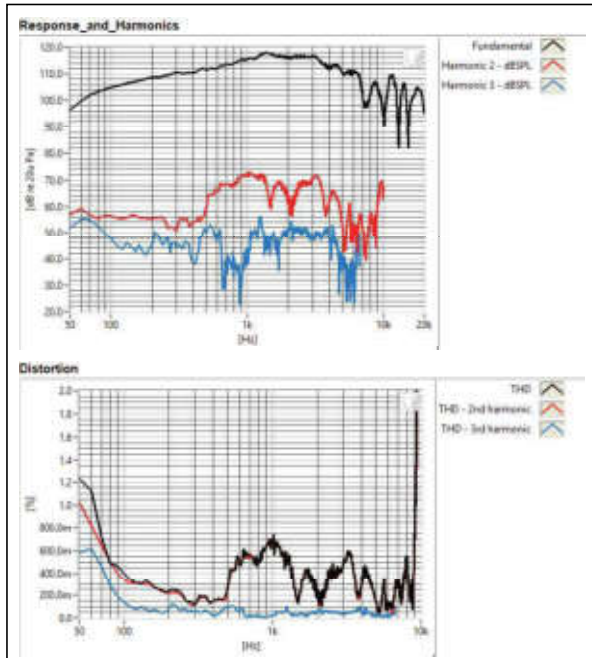 Response_and_Harmonics
120.0
110.0
100.0
90.0
80.0
70.0
60.0
50.0
40.0
30.0
20.0
[dB re 20u Pa]
50
100
1k
10k
20k
[Hz]
Fundamental
Harmonic 2 - dBSPL
Harmonic 3 - dBSPL
Distortion
2.0
1.8
1.6
1.4
1.2
1.0
800.0m
600.0m
400.0m
200.0m
0.0
[%]
50
100
1k
10k
[Hz]
THD
THD - 2nd harmonic
THD - 3rd harmonic